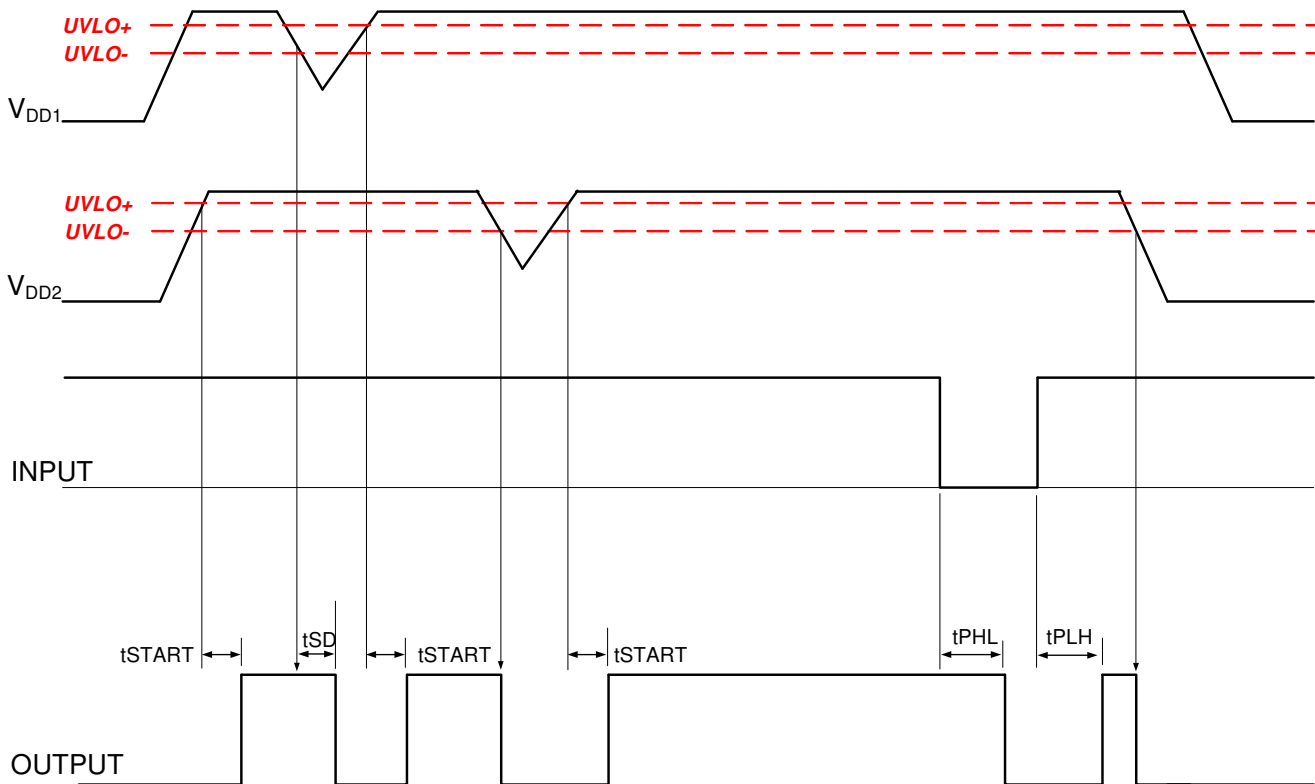 UVLO+
UVLO-
VDD1
UVLO+
UVLO-
VDD2
INPUT
tSTART
tSD
tSTART
tSTART
tPHL
tPLH
OUTPUT